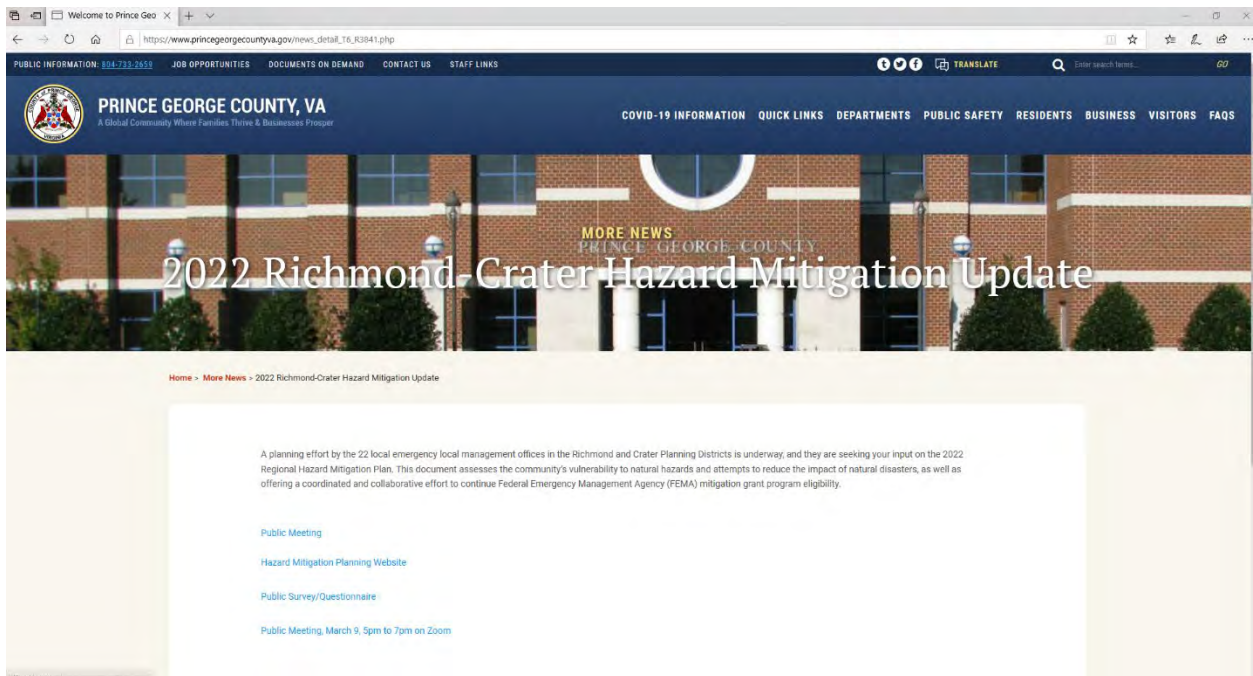 Welcome to Prince Geo
https://www.princegeorgecountyva.gov/news_detail_T6_R3841.php
PUBLIC INFORMATION: 804-733-2659 JOB OPPORTUNITIES DOCUMENTS ON DEMAND CONTACT US STAFF LINKS TRANSLATE Enter search terms... GO
PRINCE GEORGE COUNTY, VA
A Global Community Where Families Thrive & Businesses Prosper
COVID-19 INFORMATION QUICK LINKS DEPARTMENTS PUBLIC SAFETY RESIDENTS BUSINESS VISITORS FAQS
MORE NEWS
PRINCE GEORGE COUNTY
2022 Richmond-Crater Hazard Mitigation Update
Home > More News > 2022 Richmond-Crater Hazard Mitigation Update
A planning effort by the 22 local emergency local management offices in the Richmond and Crater Planning Districts is underway, and they are seeking your input on the 2022
Regional Hazard Mitigation Plan. This document assesses the community's vulnerability to natural hazards and attempts to reduce the impact of natural disasters, as well as
offering a coordinated and collaborative effort to continue Federal Emergency Management Agency (FEMA) mitigation grant program eligibility.
Public Meeting
Hazard Mitigation Planning Website
Public Survey/Questionnaire
Public Meeting, March 9, 5pm to 7pm on Zoom